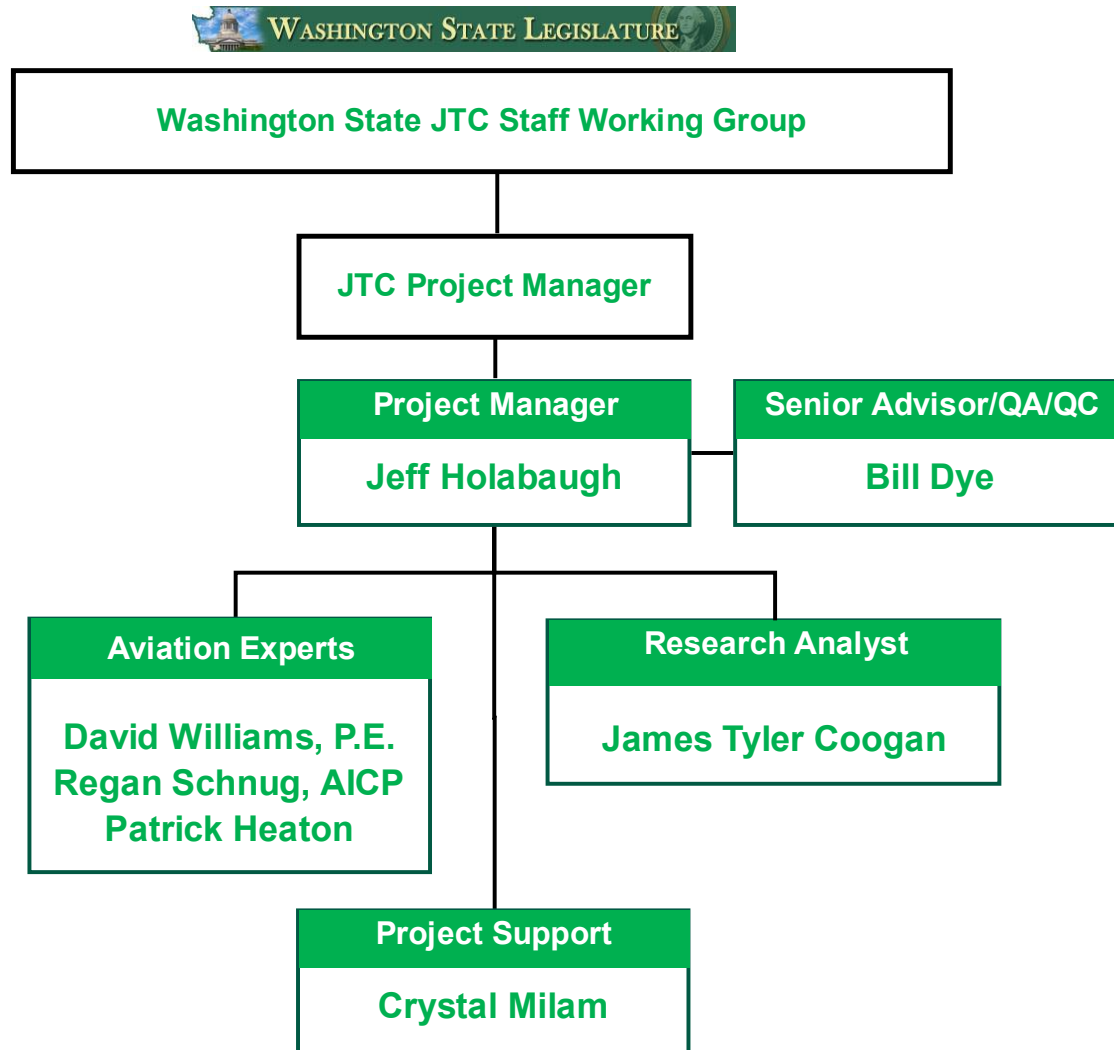 WASHINGTON STATE LEGISLATURE
Washington State JTC Staff Working Group
JTC Project Manager
Project Manager
Jeff Holabaugh
Senior Advisor/QA/QC
Bill Dye
Aviation Experts
David Williams, P.E.
Regan Schnug, AICP
Patrick Heaton
Research Analyst
James Tyler Coogan
Project Support
Crystal Milam